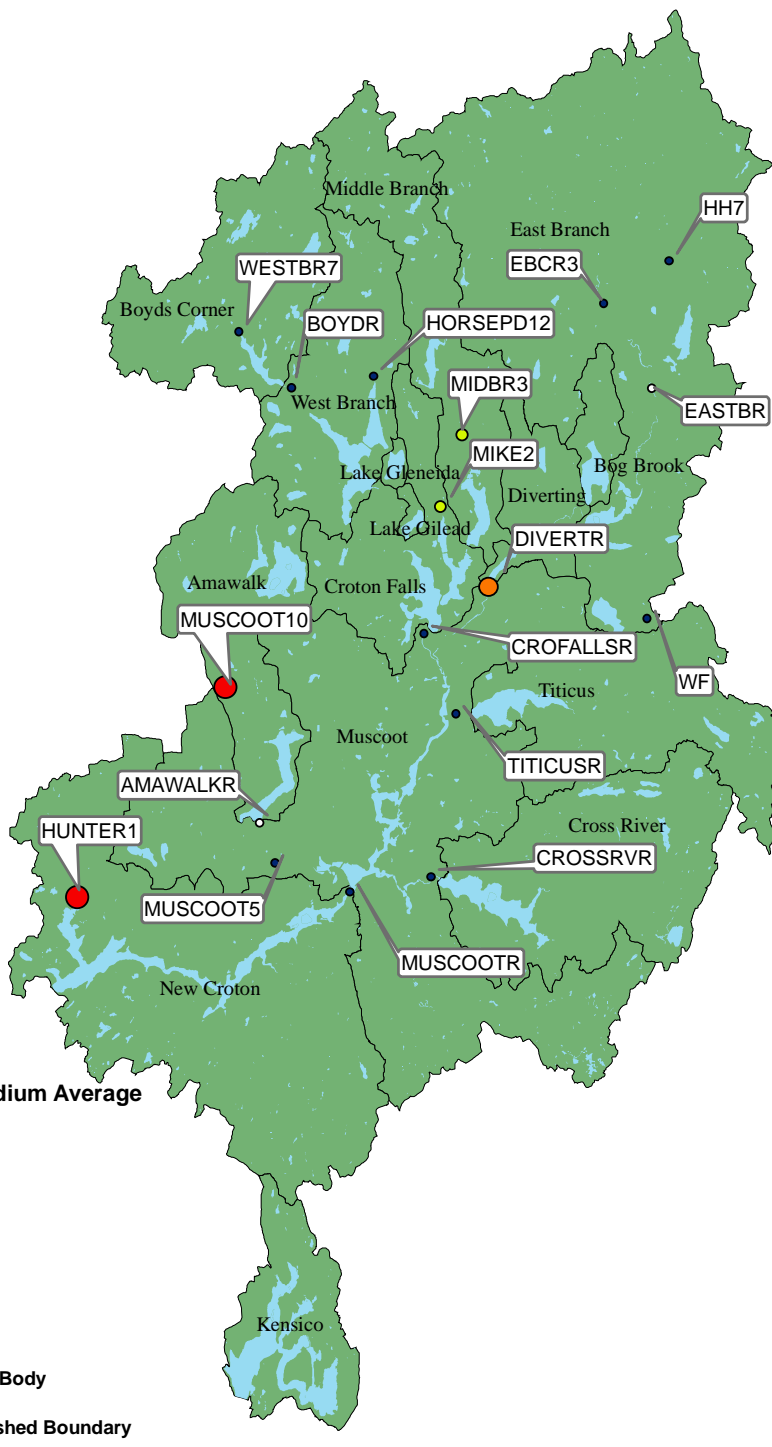 Middle Branch
HH7
East Branch
EBCR3
WESTBR7
Boyds Corner
BOYDR
HORSEPD12
MIDBR3
West Branch
EASTBR
MIKE2
Lake Gleneida
Bog Brook
Diverting
Lake Gilead
DIVERTR
Amawalk
Croton Falls
MUSCOOT10
CROFALLSR
WF
Titicus
Muscoot
TITICUSR
AMAWALKR
Cross River
HUNTER1
CROSSRVR
MUSCOOT5
MUSCOOTR
New Croton
dium Average
Kensico
Body
shed Boundary